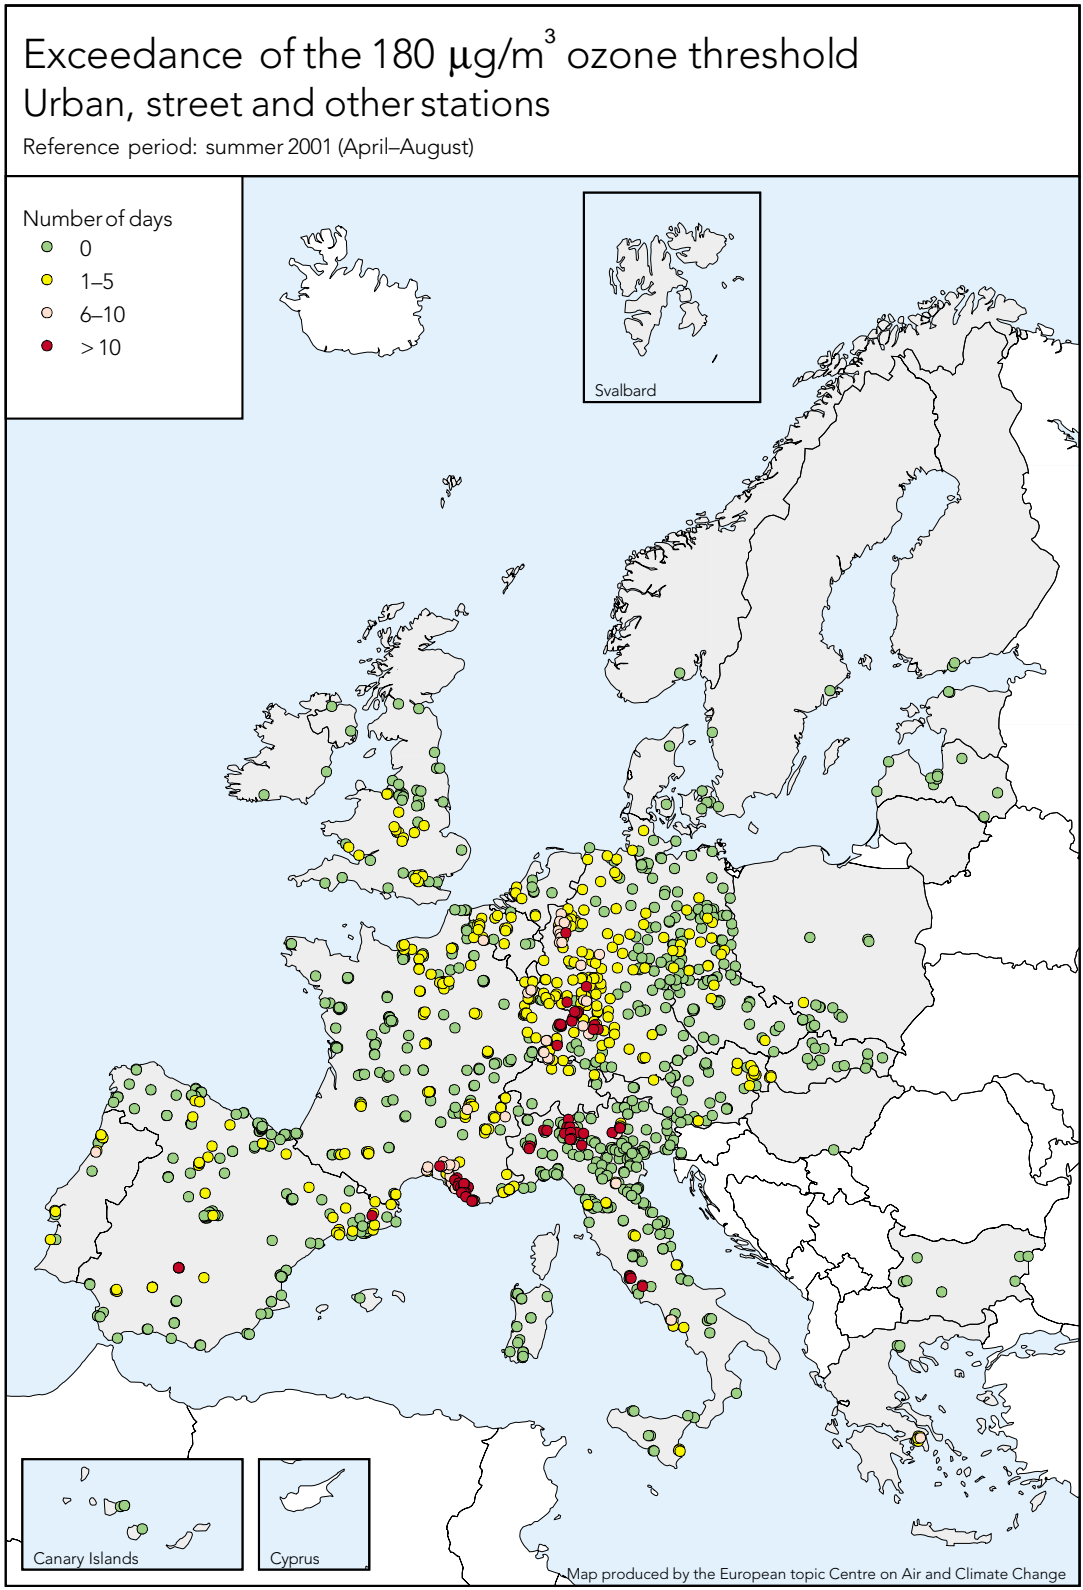 Exceedance of the 180 μg/m³ ozone threshold
Urban, street and other stations
Reference period: summer 2001 (April–August)
Number of days
0
1–5
6–10
> 10
Svalbard
Canary Islands
Cyprus
Map produced by the European topic Centre on Air and Climate Change